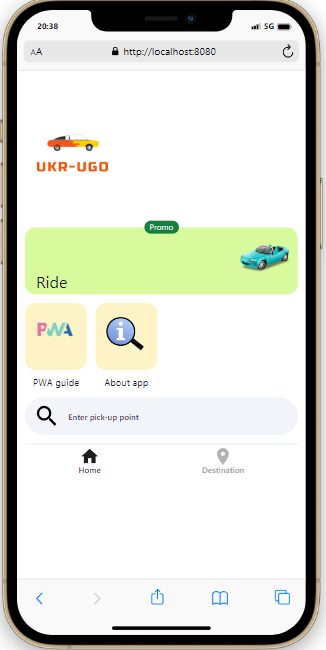 20:38
5G
AA
http://localhost:8080
UKR-UGO
Promo
Ride
PWA
i
PWA guide
About app
Enter pick-up point
Home
Destination